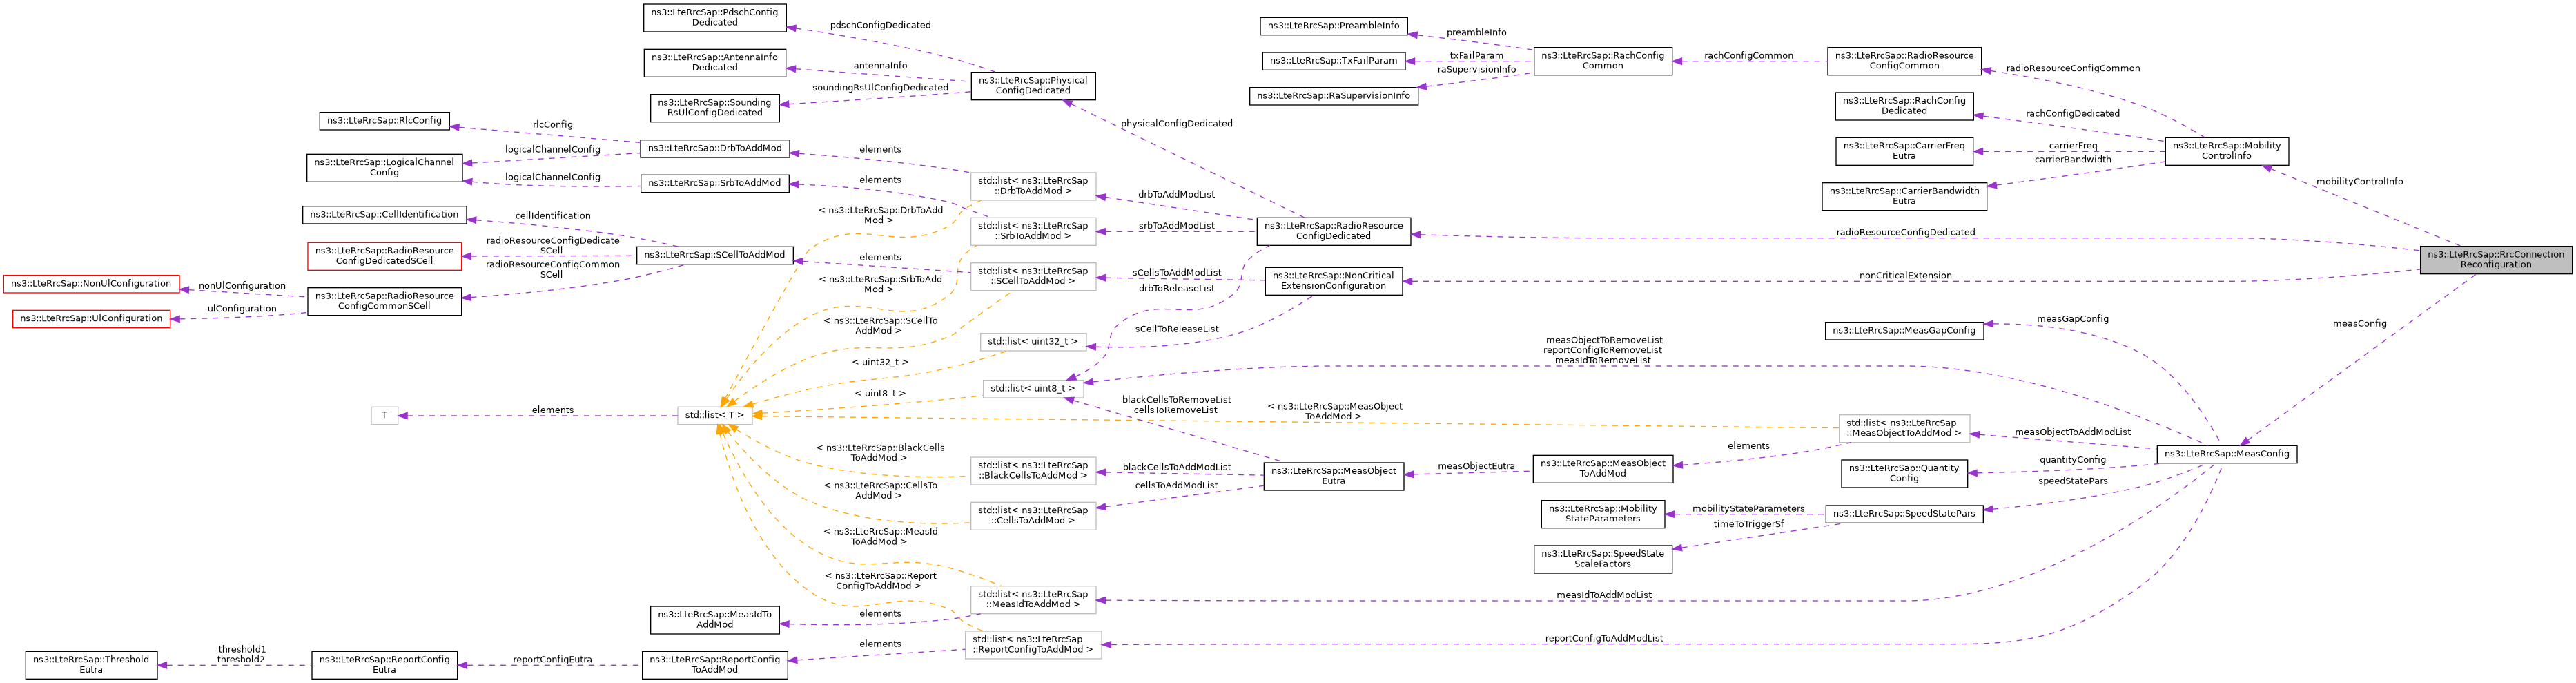 ns3::LteRrcSap::PdschConfig
Dedicated
ns3::LteRrcSap::AntennaInfo
Dedicated
ns3::LteRrcSap::Sounding
RsUlConfigDedicated
pdschConfigDedicated
antennaInfo
soundingRsUlConfigDedicated
ns3::LteRrcSap::Physical
ConfigDedicated
physicalConfigDedicated
ns3::LteRrcSap::PreambleInfo
ns3::LteRrcSap::TxFailParam
ns3::LteRrcSap::RaSupervisionInfo
preambleInfo
txFailParam
raSupervisionInfo
ns3::LteRrcSap::RachConfig
Common
rachConfigCommon
ns3::LteRrcSap::RadioResource
ConfigCommon
radioResourceConfigCommon
ns3::LteRrcSap::RachConfig
Dedicated
rachConfigDedicated
ns3::LteRrcSap::CarrierFreq
Eutra
carrierFreq
carrierBandwidth
ns3::LteRrcSap::CarrierBandwidth
Eutra
ns3::LteRrcSap::Mobility
ControlInfo
mobilityControlInfo
ns3::LteRrcSap::RlcConfig
rlcConfig
ns3::LteRrcSap::LogicalChannel
Config
logicalChannelConfig
logicalChannelConfig
ns3::LteRrcSap::DrbToAddMod
ns3::LteRrcSap::SrbToAddMod
elements
elements
std::list< ns3::LteRrcSap
::DrbToAddMod >
std::list< ns3::LteRrcSap
::SrbToAddMod >
drbToAddModList
srbToAddModList
ns3::LteRrcSap::RadioResource
ConfigDedicated
radioResourceConfigDedicated
ns3::LteRrcSap::RrcConnection
Reconfiguration
ns3::LteRrcSap::CellIdentification
cellIdentification
ns3::LteRrcSap::RadioResource
ConfigDedicatedSCell
radioResourceConfigDedicate
SCell
radioResourceConfigCommon
SCell
ns3::LteRrcSap::SCellToAddMod
< ns3::LteRrcSap::DrbToAdd
Mod >
elements
< ns3::LteRrcSap::SrbToAdd
Mod >
std::list< ns3::LteRrcSap
::SCellToAddMod >
sCellsToAddModList
drbToReleaseList
ns3::LteRrcSap::NonCritical
ExtensionConfiguration
nonCriticalExtension
ns3::LteRrcSap::NonUlConfiguration
nonUlConfiguration
ns3::LteRrcSap::UlConfiguration
ulConfiguration
ns3::LteRrcSap::RadioResource
ConfigCommonSCell
< ns3::LteRrcSap::SCellTo
AddMod >
sCellToReleaseList
std::list< uint32_t >
< uint32_t >
std::list< uint8_t >
< uint8_t >
ns3::LteRrcSap::MeasGapConfig
measGapConfig
measConfig
measObjectToRemoveList
reportConfigToRemoveList
measIdToRemoveList
T
elements
std::list< T >
blackCellsToRemoveList
cellsToRemoveList
< ns3::LteRrcSap::MeasObject
ToAddMod >
std::list< ns3::LteRrcSap
::MeasObjectToAddMod >
measObjectToAddModList
ns3::LteRrcSap::MeasConfig
elements
< ns3::LteRrcSap::BlackCells
ToAddMod >
std::list< ns3::LteRrcSap
::BlackCellsToAddMod >
blackCellsToAddModList
ns3::LteRrcSap::MeasObject
Eutra
measObjectEutra
ns3::LteRrcSap::MeasObject
ToAddMod
ns3::LteRrcSap::Quantity
Config
quantityConfig
speedStatePars
< ns3::LteRrcSap::CellsTo
AddMod >
std::list< ns3::LteRrcSap
::CellsToAddMod >
cellsToAddModList
ns3::LteRrcSap::Mobility
StateParameters
mobilityStateParameters
timeToTriggerSf
ns3::LteRrcSap::SpeedStatePars
ns3::LteRrcSap::SpeedState
ScaleFactors
< ns3::LteRrcSap::MeasId
ToAddMod >
< ns3::LteRrcSap::Report
ConfigToAddMod >
std::list< ns3::LteRrcSap
::MeasIdToAddMod >
measIdToAddModList
ns3::LteRrcSap::MeasIdTo
AddMod
elements
std::list< ns3::LteRrcSap
::ReportConfigToAddMod >
reportConfigToAddModList
elements
ns3::LteRrcSap::Threshold
Eutra
threshold1
threshold2
ns3::LteRrcSap::ReportConfig
Eutra
reportConfigEutra
ns3::LteRrcSap::ReportConfig
ToAddMod